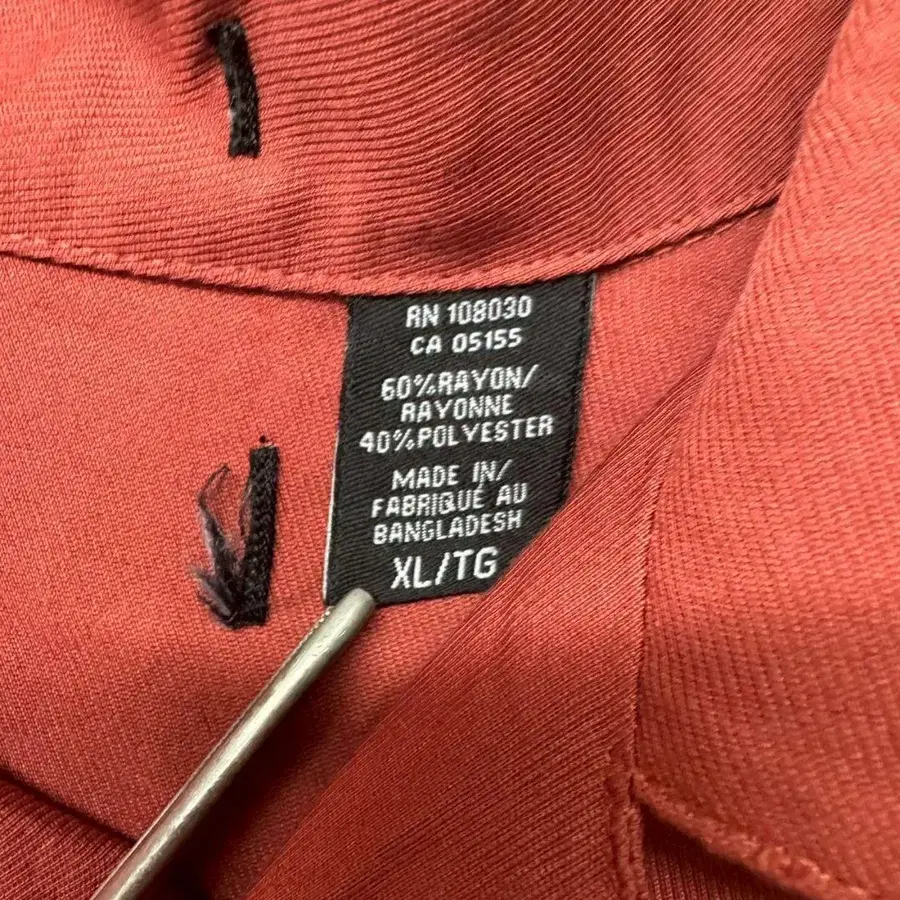 RN 108030
CA 05155
60%RAYON/
RAYONNE
40%POLYESTER
MADE IN/
FABRIQUÉ AU
BANGLADESH
XL/TG